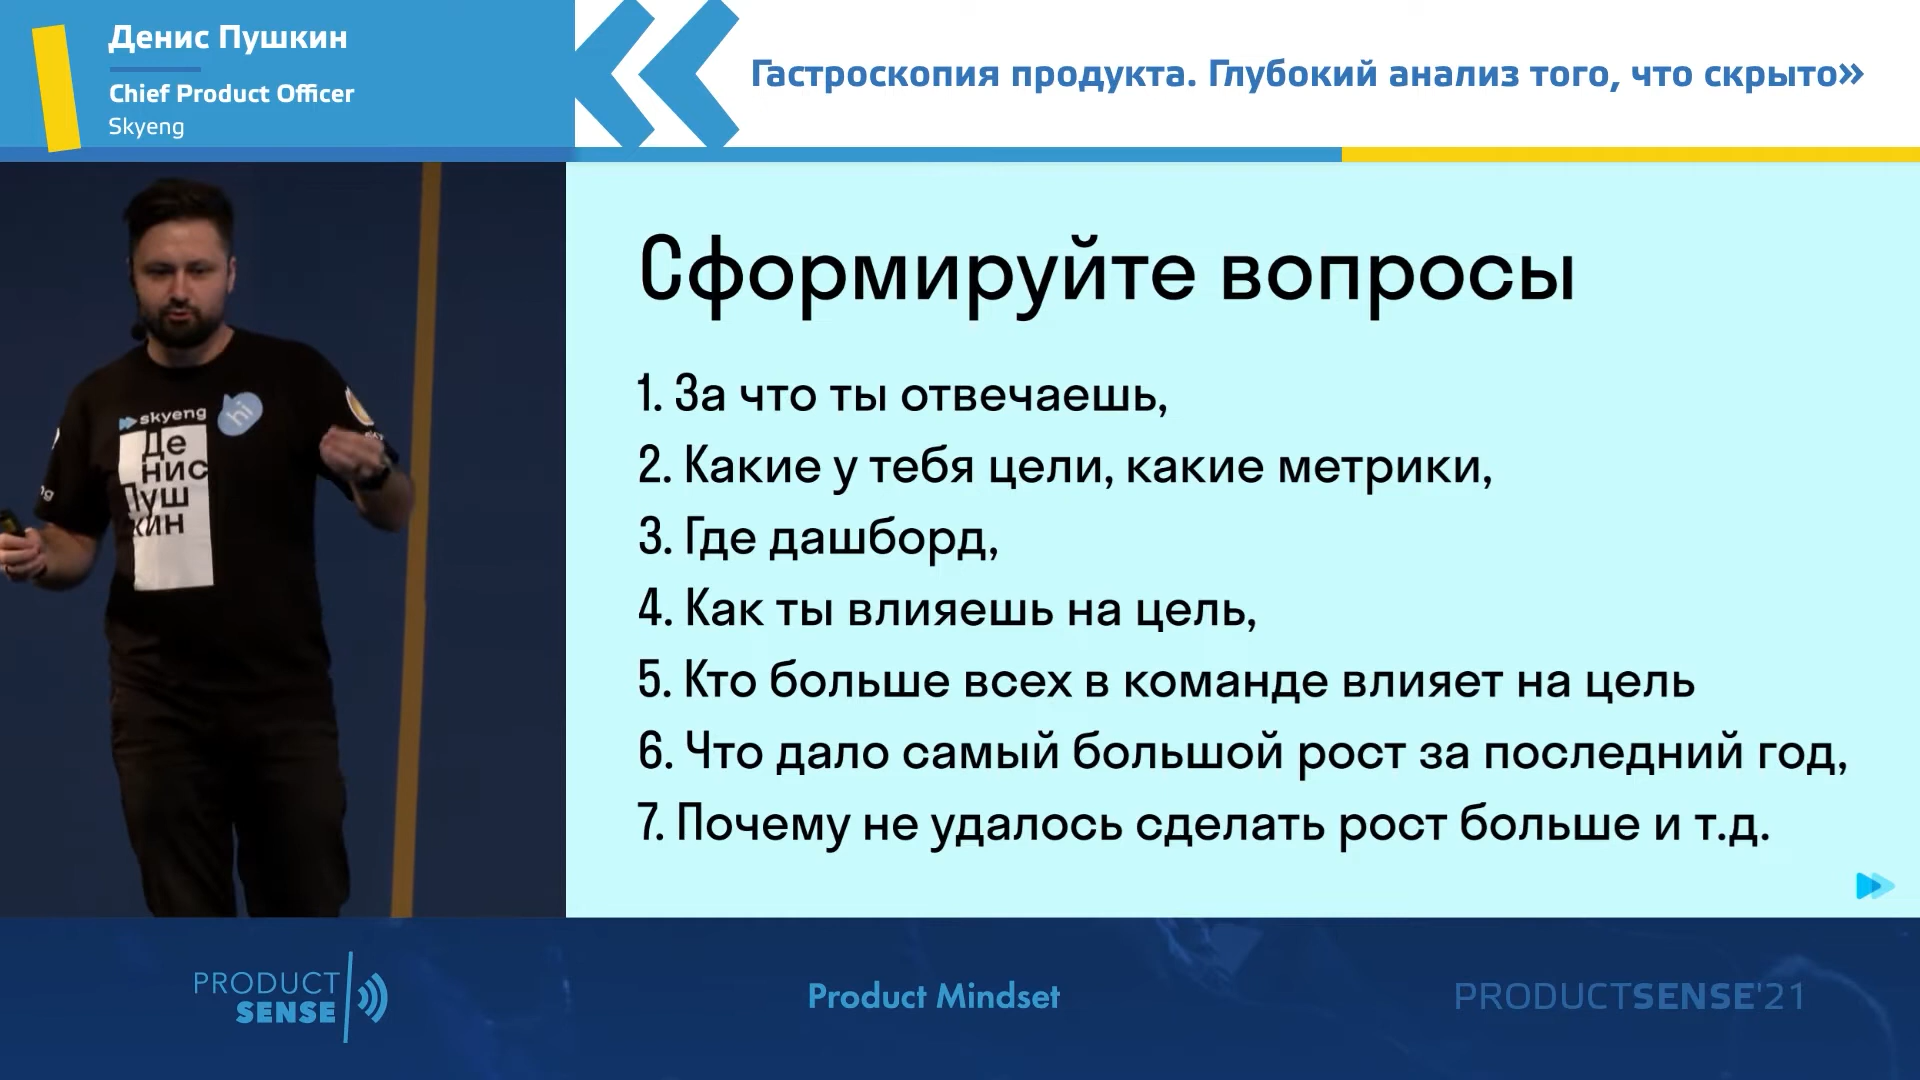 Денис Пушкин
Chief Product Officer
Skyeng
«Гастроскопия продукта. Глубокий анализ того, что скрыто»
skyeng
hi
Де
нис
Пуш
кин
Сформируйте вопросы
1. За что ты отвечаешь,
2. Какие у тебя цели, какие метрики,
3. Где дашборд,
4. Как ты влияешь на цель,
5. Кто больше всех в команде влияет на цель
6. Что дало самый большой рост за последний год,
7. Почему не удалось сделать рост больше и т.д.
PRODUCT
SENSE
Product Mindset
PRODUCTSENSE'21